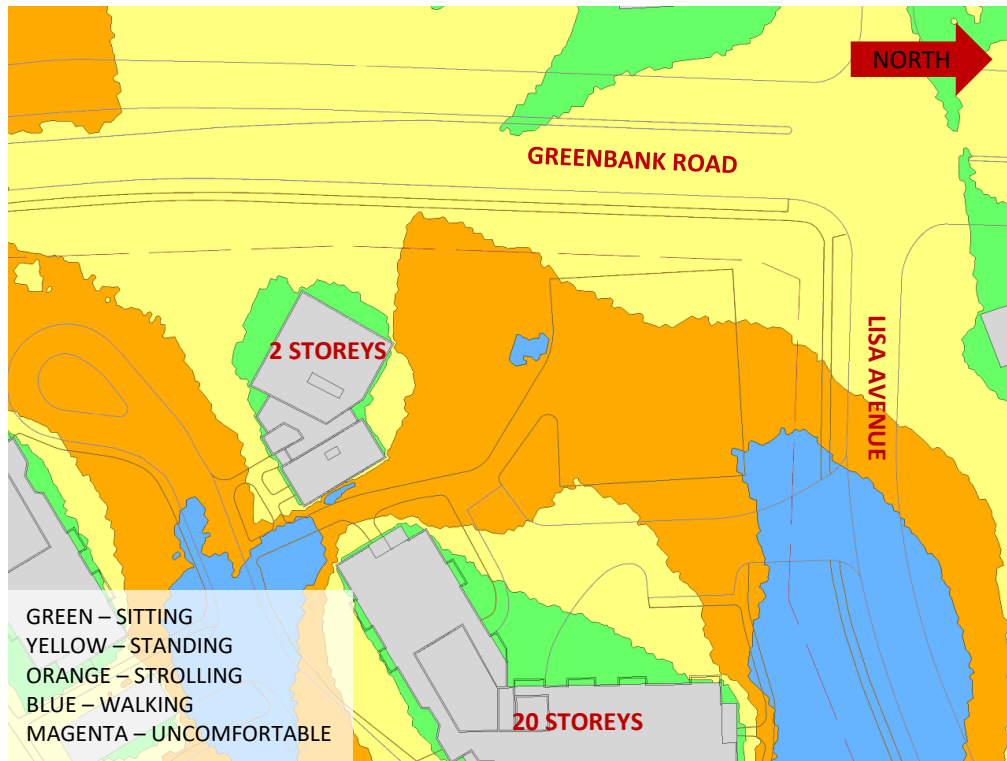 NORTH
GREENBANK ROAD
2 STOREYS
LISA AVENUE
20 STOREYS
GREEN – SITTING
YELLOW – STANDING
ORANGE – STROLLING
BLUE – WALKING
MAGENTA – UNCOMFORTABLE